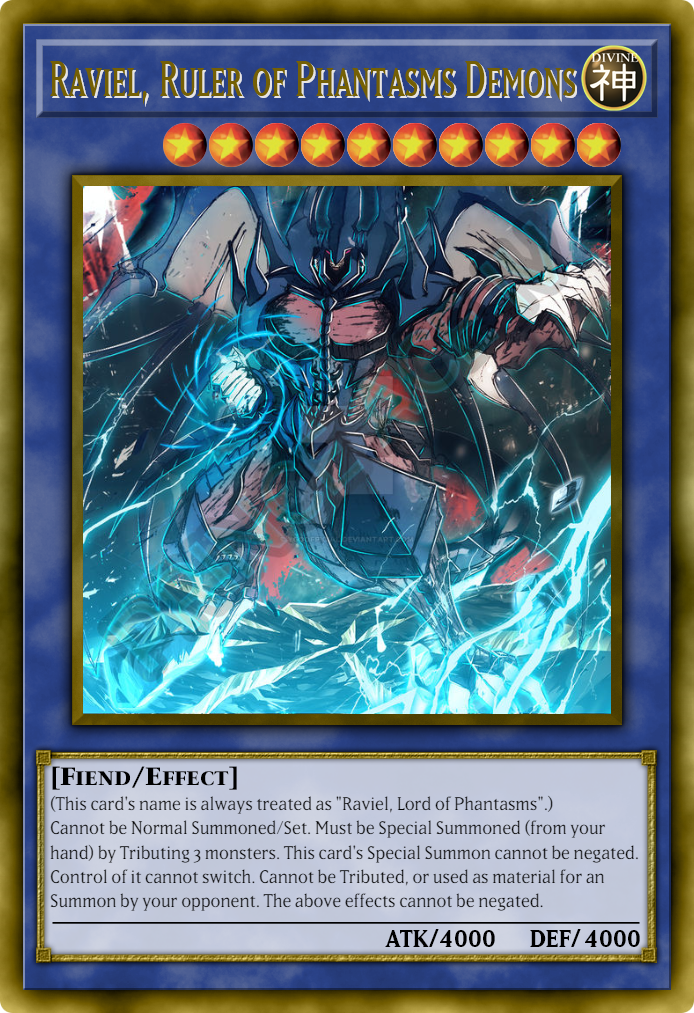 Raviel, Ruler of Phantasms Demons
DIVINE
神
[Fiend/Effect]
(This card's name is always treated as "Raviel, Lord of Phantasms".)
Cannot be Normal Summoned/Set. Must be Special Summoned (from your
hand) by Tributing 3 monsters. This card's Special Summon cannot be negated.
Control of it cannot switch. Cannot be Tributed, or used as material for an
Summon by your opponent. The above effects cannot be negated.
ATK/4000 DEF/ 4000